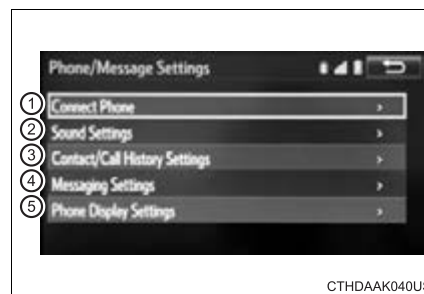 Phone/Message Settings
1 Connect Phone
2 Sound Settings
3 Contact/Call History Settings
4 Messaging Settings
5 Phone Display Settings
CTHDAAK040US